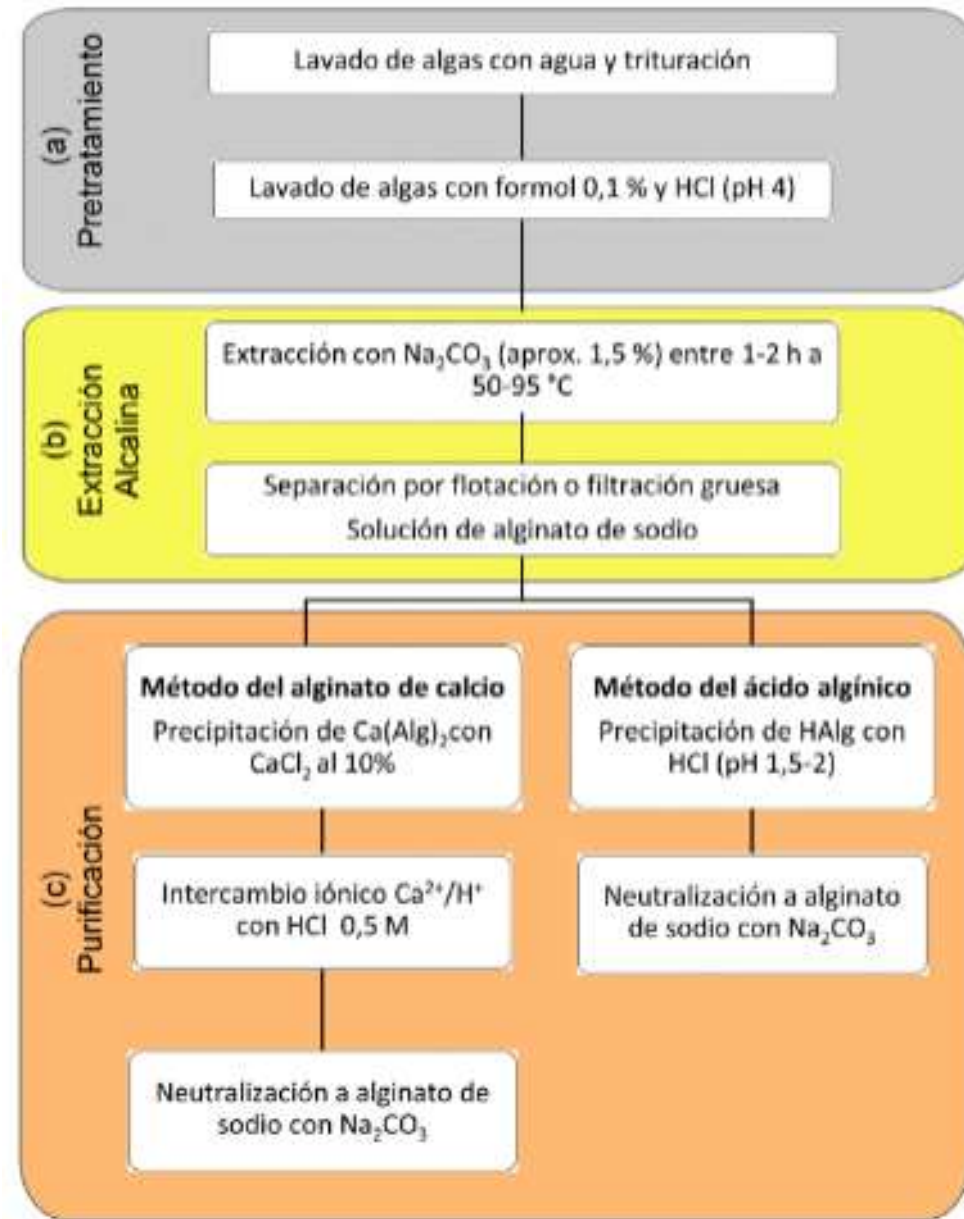 (a)
Pretratamiento
Lavado de algas con agua y trituración
Lavado de algas con formol 0,1 % y HCl (pH 4)
(b)
Extracción
Alcalina
Extracción con Na₂CO₃ (aprox. 1,5 %) entre 1-2 h a
50-95 °C
Separación por flotación o filtración gruesa
Solución de alginato de sodio
(c)
Purificación
Método del alginato de calcio
Precipitación de Ca(Alg)₂con
CaCl₂ al 10%
Intercambio iónico Ca²⁺/H⁺
con HCl 0,5 M
Neutralización a alginato de
sodio con Na₂CO₃
Método del ácido algínico
Precipitación de HAlg con
HCl (pH 1,5-2)
Neutralización a alginato
de sodio con Na₂CO₃